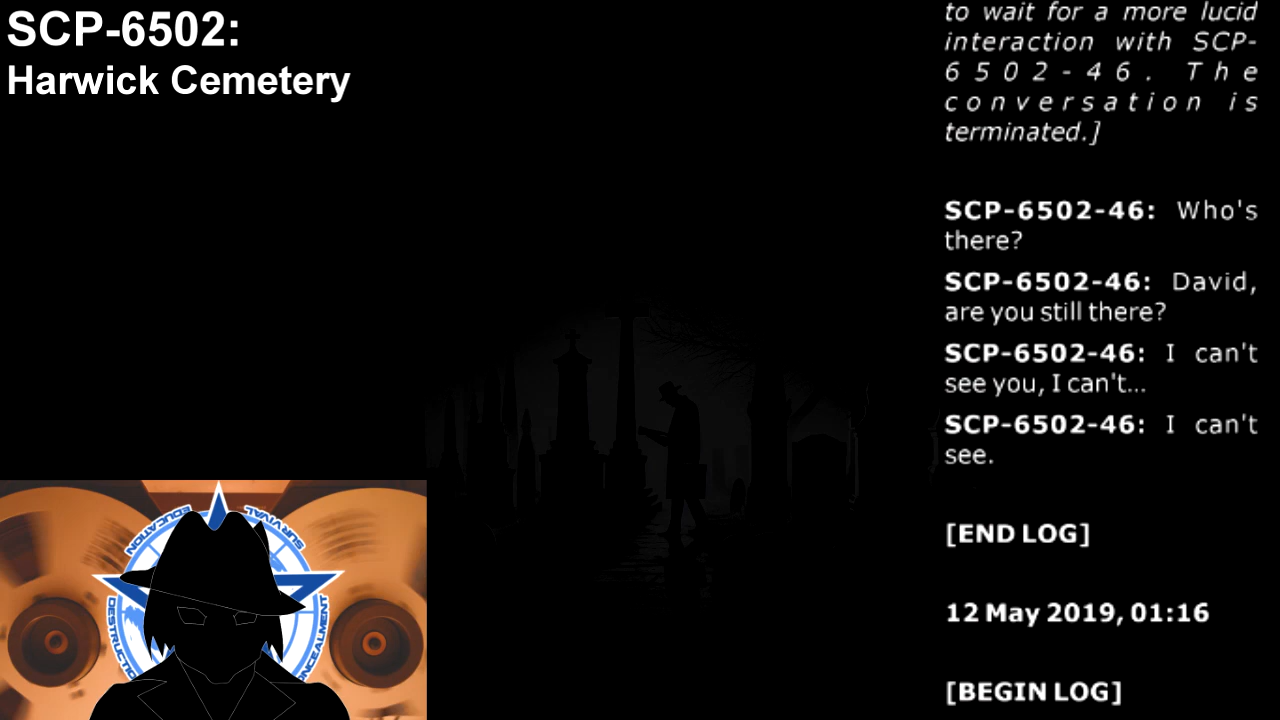 SCP-6502:
Harwick Cemetery
to wait for a more lucid
interaction with SCP-
6502-46. The
conversation is
terminated.]
SCP-6502-46: Who's
there?
SCP-6502-46: David,
are you still there?
SCP-6502-46: I can't
see you, I can't...
SCP-6502-46: I can't
see.
[END LOG]
12 May 2019, 01:16
[BEGIN LOG]
EDUCATION
SURVIVAL